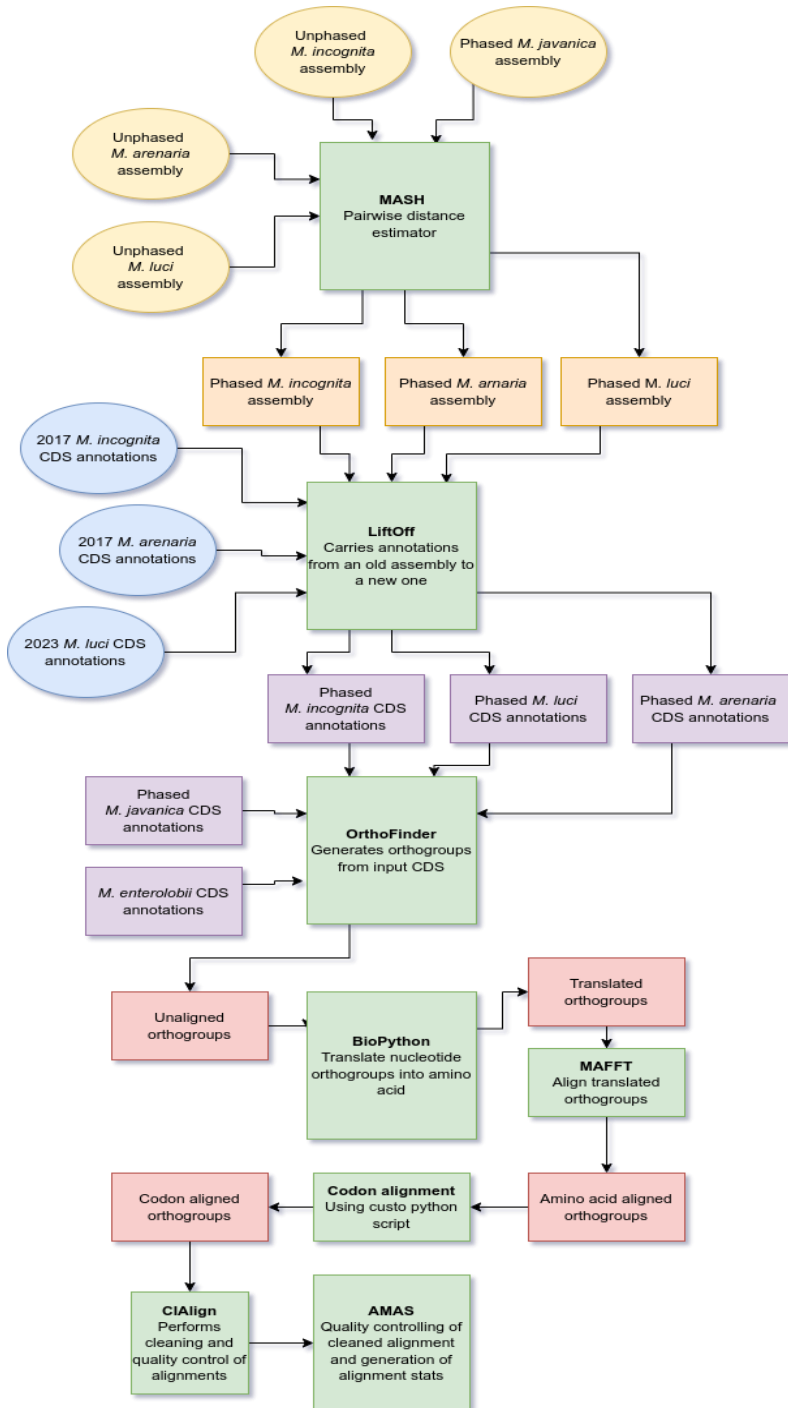 Unphased
M. incognita
assembly
Phased M. javanica
assembly
Unphased
M. arenaria
assembly
MASH
Pairwise distance
estimator
Unphased
M. luci
assembly
Phased M. incognita
assembly
Phased M. arnaria
assembly
Phased M. luci
assembly
2017 M. incognita
CDS annotations
2017 M. arenaria
CDS annotations
LiftOff
Carries annotations
from an old assembly to
a new one
2023 M. luci CDS
annotations
Phased
M. incognita CDS
annotations
Phased M. luci
CDS annotations
Phased M. arenaria
CDS annotations
Phased
M. javanica CDS
annotations
OrthoFinder
Generates orthogroups
from input CDS
M. enterolobii CDS
annotations
Unaligned
orthogroups
BioPython
Translate nucleotide
orthogroups into amino
acid
Translated
orthogroups
MAFFT
Align translated
orthogroups
Codon aligned
orthogroups
Codon alignment
Using custo python
script
Amino acid aligned
orthogroups
CIAlign
Performs
cleaning and
quality control of
alignments
AMAS
Quality controlling of
cleaned alignment
and generation of
alignment stats